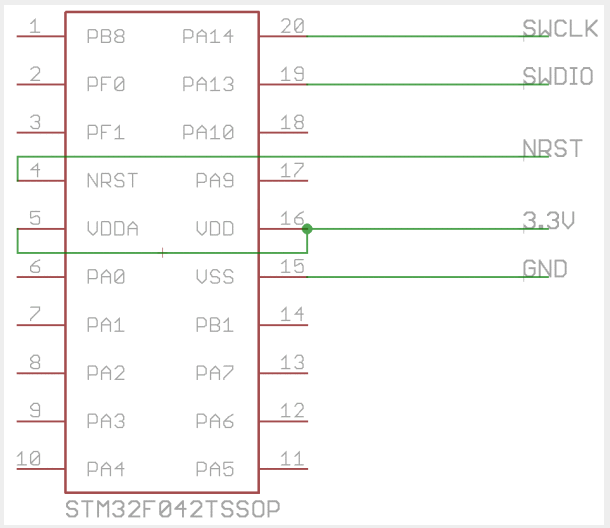 1 PB8 PA14 20 SWCLK
2 PF0 PA13 19 SWDIO
3 PF1 PA10 18
NRST
4 NRST PA9 17
5 VDDA VDD 16 3.3V
6 PA0 VSS 15 GND
7 PA1 PB1 14
8 PA2 PA7 13
9 PA3 PA6 12
10 PA4 PA5 11
STM32F042TSSOP